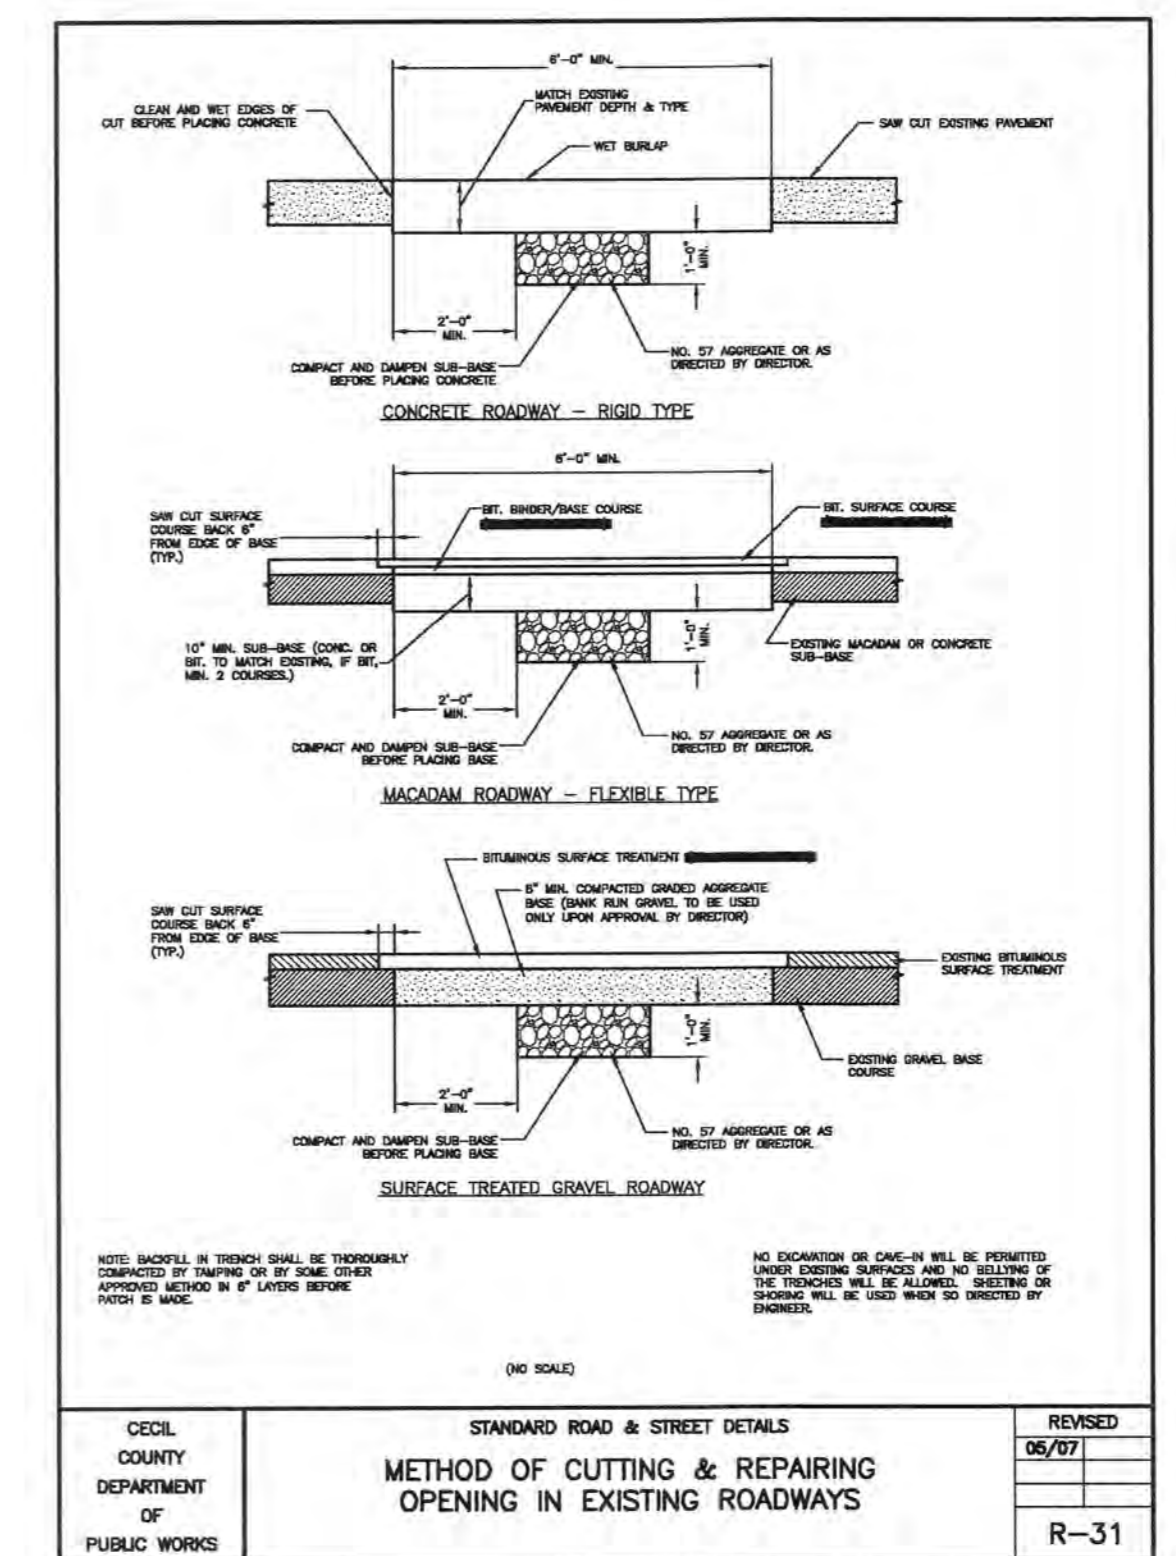 6'-0" MIN.
CLEAN AND WET EDGES OF
CUT BEFORE PLACING CONCRETE
MATCH EXISTING
PAVEMENT DEPTH & TYPE
WET BURLAP
SAW CUT EXISTING PAVEMENT
1'-0"
MIN.
2'-0"
MIN.
COMPACT AND DAMPEN SUB-BASE
BEFORE PLACING CONCRETE
NO. 57 AGGREGATE OR AS
DIRECTED BY DIRECTOR.
CONCRETE ROADWAY - RIGID TYPE
6'-0" MIN.
SAW CUT SURFACE
COURSE BACK 6"
FROM EDGE OF BASE
(TYP.)
BIT. BINDER/BASE COURSE
BIT. SURFACE COURSE
10" MIN. SUB-BASE (CONC. OR
BIT. TO MATCH EXISTING, IF BIT,
MIN. 2 COURSES.)
1'-0"
MIN.
EXISTING MACADAM OR CONCRETE
SUB-BASE
2'-0"
MIN.
COMPACT AND DAMPEN SUB-BASE
BEFORE PLACING BASE
NO. 57 AGGREGATE OR AS
DIRECTED BY DIRECTOR.
MACADAM ROADWAY - FLEXIBLE TYPE
BITUMINOUS SURFACE TREATMENT
6" MIN. COMPACTED GRADED AGGREGATE
BASE (BANK RUN GRAVEL TO BE USED
ONLY UPON APPROVAL BY DIRECTOR)
SAW CUT SURFACE
COURSE BACK 6"
FROM EDGE OF BASE
(TYP.)
EXISTING BITUMINOUS
SURFACE TREATMENT
1'-0"
MIN.
EXISTING GRAVEL BASE
COURSE
2'-0"
MIN.
COMPACT AND DAMPEN SUB-BASE
BEFORE PLACING BASE
NO. 57 AGGREGATE OR AS
DIRECTED BY DIRECTOR.
SURFACE TREATED GRAVEL ROADWAY
NOTE: BACKFILL IN TRENCH SHALL BE THOROUGHLY
COMPACTED BY TAMPING OR BY SOME OTHER
APPROVED METHOD IN 6" LAYERS BEFORE
PATCH IS MADE.
NO EXCAVATION OR CAVE-IN WILL BE PERMITTED
UNDER EXISTING SURFACES AND NO BELLYING OF
THE TRENCHES WILL BE ALLOWED. SHEETING OR
SHORING WILL BE USED WHEN SO DIRECTED BY
ENGINEER.
(NO SCALE)
CECIL
COUNTY
DEPARTMENT
OF
PUBLIC WORKS
STANDARD ROAD & STREET DETAILS
METHOD OF CUTTING & REPAIRING
OPENING IN EXISTING ROADWAYS
REVISED
05/07
R-31